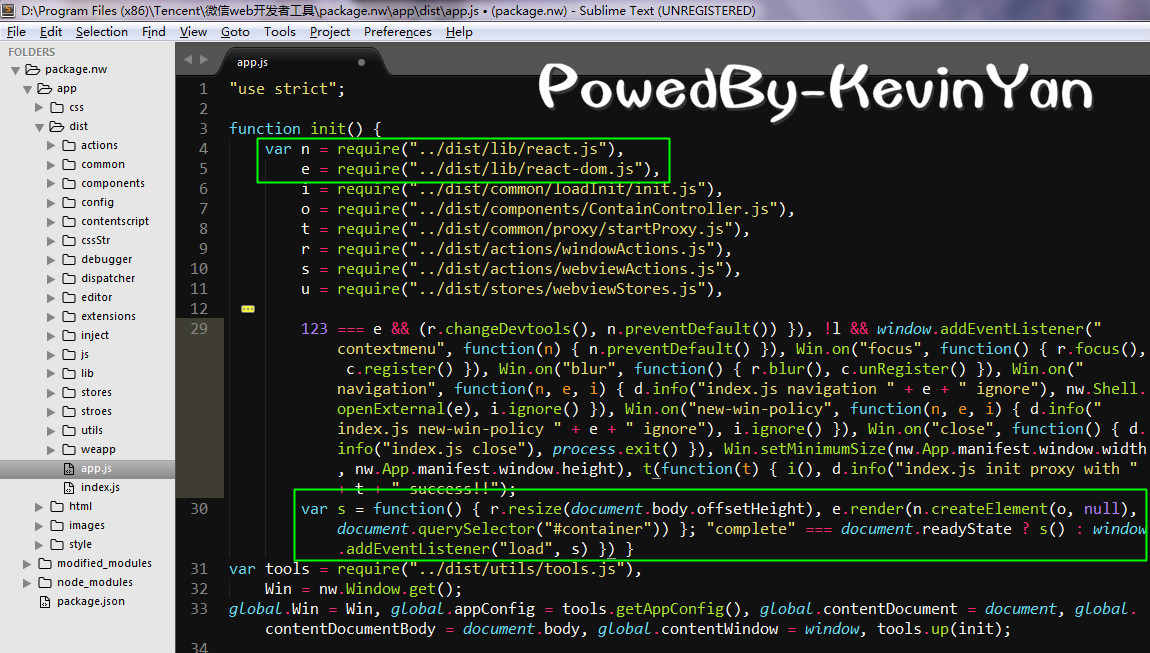 D:\Program Files (x86)\Tencent\微信web开发者工具\package.nw\app\dist\app.js • (package.nw) - Sublime Text (UNREGISTERED)
File Edit Selection Find View Goto Tools Project Preferences Help
FOLDERS
package.nw
app
css
dist
actions
common
components
config
contentscript
cssStr
debugger
dispatcher
editor
extensions
inject
js
lib
stores
stroes
utils
weapp
app.js
index.js
html
images
style
modified_modules
node_modules
package.json
app.js
PowedBy-KevinYan
1 "use strict";
2
3 function init() {
4 var n = require("../dist/lib/react.js"),
5 e = require("../dist/lib/react-dom.js"),
6 i = require("../dist/common/loadInit/init.js"),
7 o = require("../dist/components/ContainController.js"),
8 t = require("../dist/common/proxy/startProxy.js"),
9 r = require("../dist/actions/windowActions.js"),
10 s = require("../dist/actions/webviewActions.js"),
11 u = require("../dist/stores/webviewStores.js"),
12
29 123 === e && (r.changeDevtools(), n.preventDefault()) }), !l && window.addEventListener("
contextmenu", function(n) { n.preventDefault() }), Win.on("focus", function() { r.focus(),
c.register() }), Win.on("blur", function() { r.blur(), c.unRegister() }), Win.on("
navigation", function(n, e, i) { d.info("index.js navigation " + e + " ignore"), nw.Shell.
openExternal(e), i.ignore() }), Win.on("new-win-policy", function(n, e, i) { d.info("
index.js new-win-policy " + e + " ignore"), i.ignore() }), Win.on("close", function() { d.
info("index.js close"), process.exit() }), Win.setMinimumSize(nw.App.manifest.window.width
, nw.App.manifest.window.height), t(function(t) { i(), d.info("index.js init proxy with "
+ t + " success!!");
30 var s = function() { r.resize(document.body.offsetHeight), e.render(n.createElement(o, null),
document.querySelector("#container")) }; "complete" === document.readyState ? s() : window
.addEventListener("load", s) }) }
31 var tools = require("../dist/utils/tools.js"),
32 Win = nw.Window.get();
33 global.Win = Win, global.appConfig = tools.getAppConfig(), global.contentDocument = document, global.
contentDocumentBody = document.body, global.contentWindow = window, tools.up(init);
34